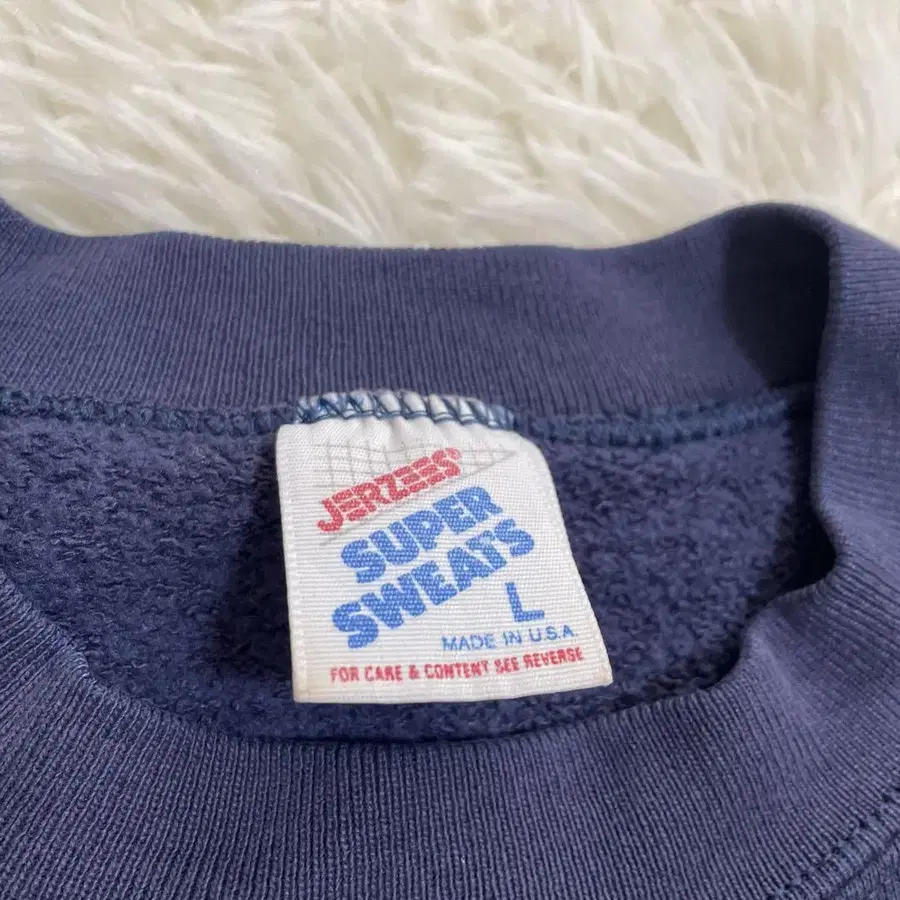 JERZEES®
SUPER
SWEATS
L
MADE IN U.S.A.
FOR CARE & CONTENT SEE REVERSE